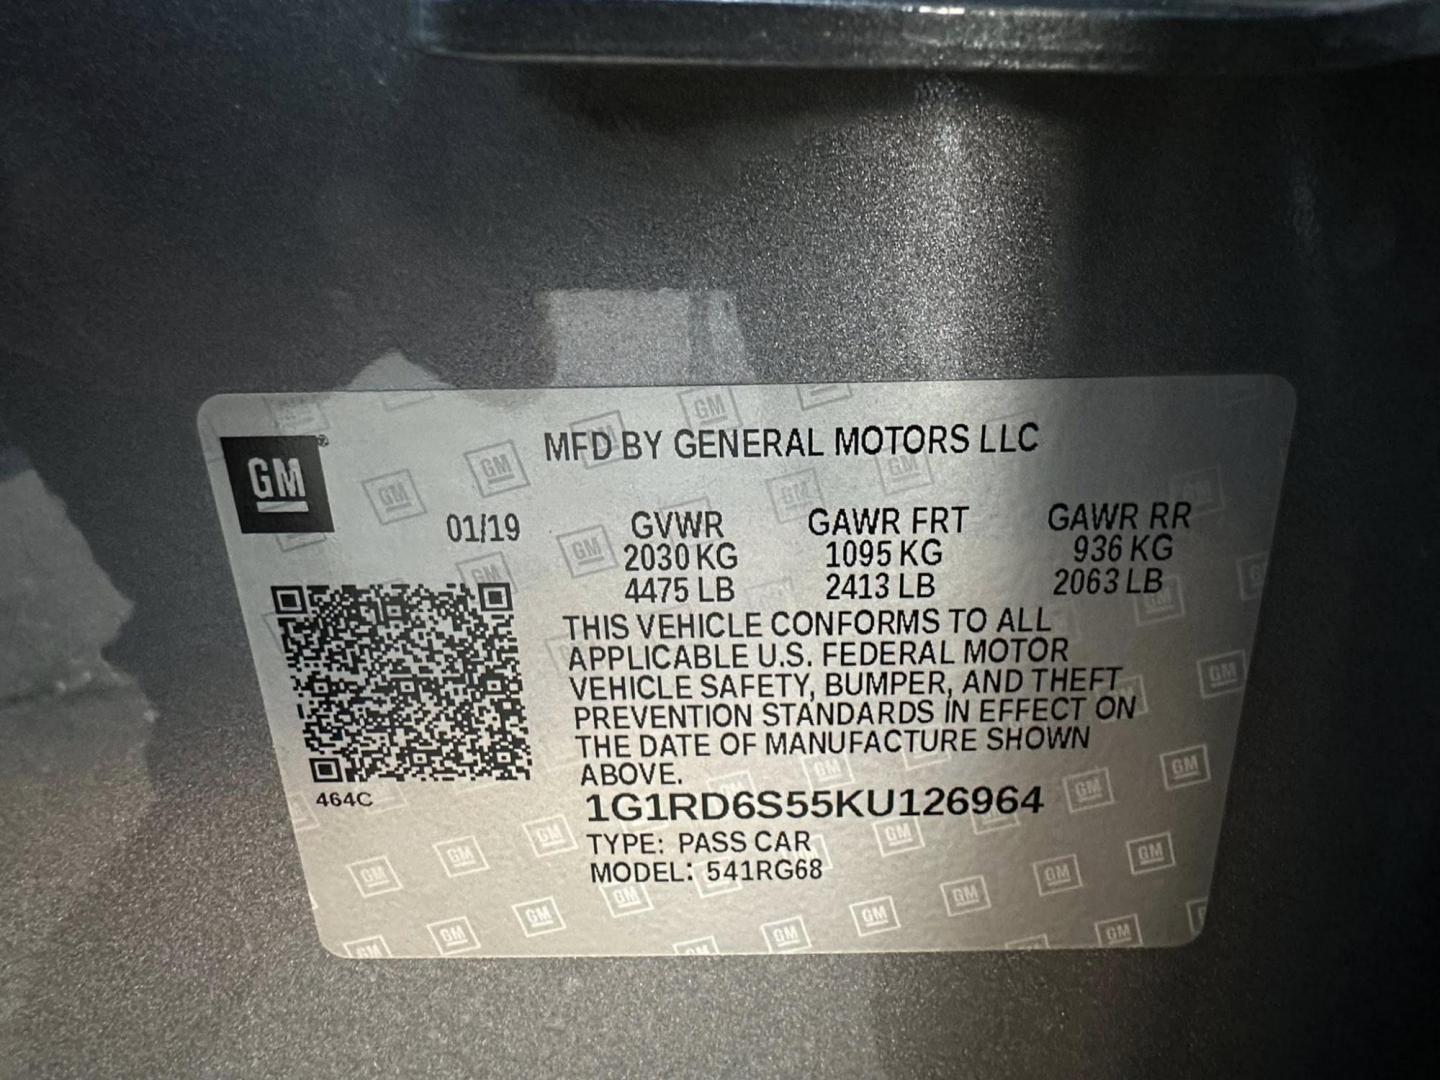 MFD BY GENERAL MOTORS LLC
GM
01/19 GVWR GAWR FRT GAWR RR
2030 KG 1095 KG 936 KG
4475 LB 2413 LB 2063 LB
THIS VEHICLE CONFORMS TO ALL
APPLICABLE U.S. FEDERAL MOTOR
VEHICLE SAFETY, BUMPER, AND THEFT
PREVENTION STANDARDS IN EFFECT ON
THE DATE OF MANUFACTURE SHOWN
ABOVE.
464C
1G1RD6S55KU126964
TYPE: PASS CAR
MODEL: 541RG68